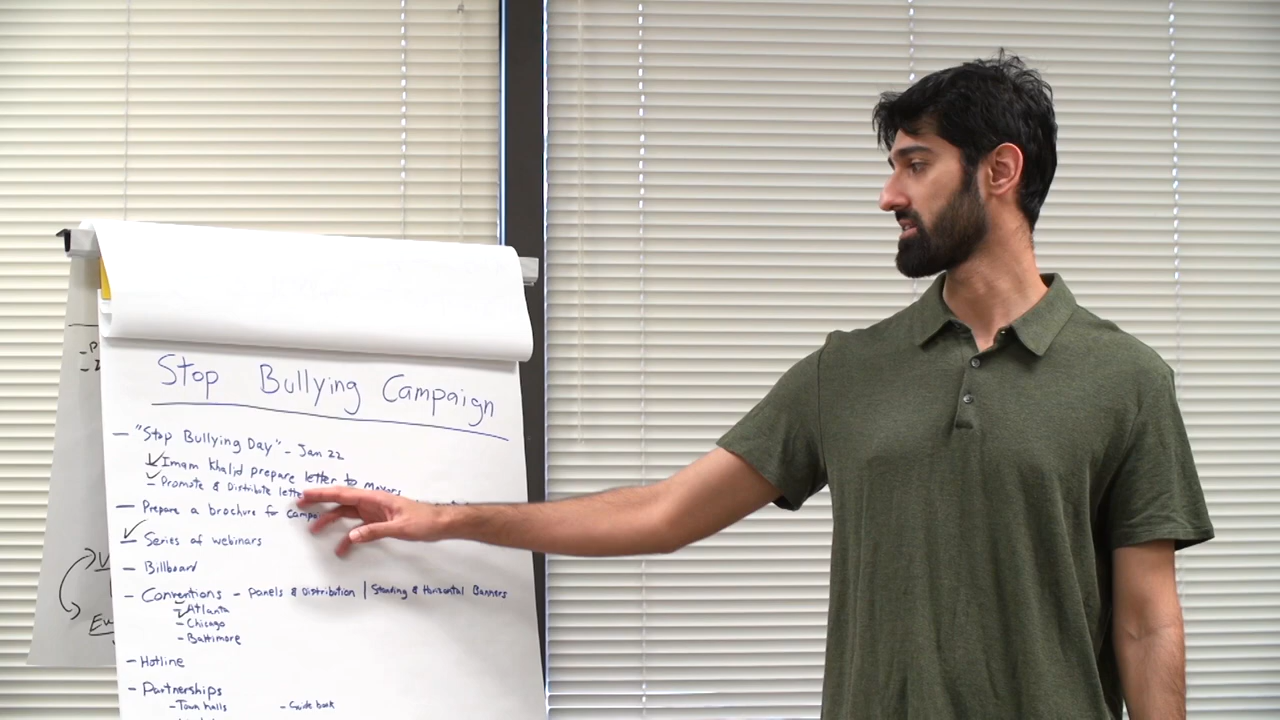 Stop Bullying Campaign
- "Stop Bullying Day" - Jan 22
Imam Khalid prepare letter to Mayors
- Promote & Distribute lette
- Prepare a brochure for Campa
- Series of webinars
- Billboard
- Conventions - Panels & Distribution | Standing & Horizontal Banners
- Atlanta
- Chicago
- Baltimore
- Hotline
- Partnerships
- Town halls - Guide book